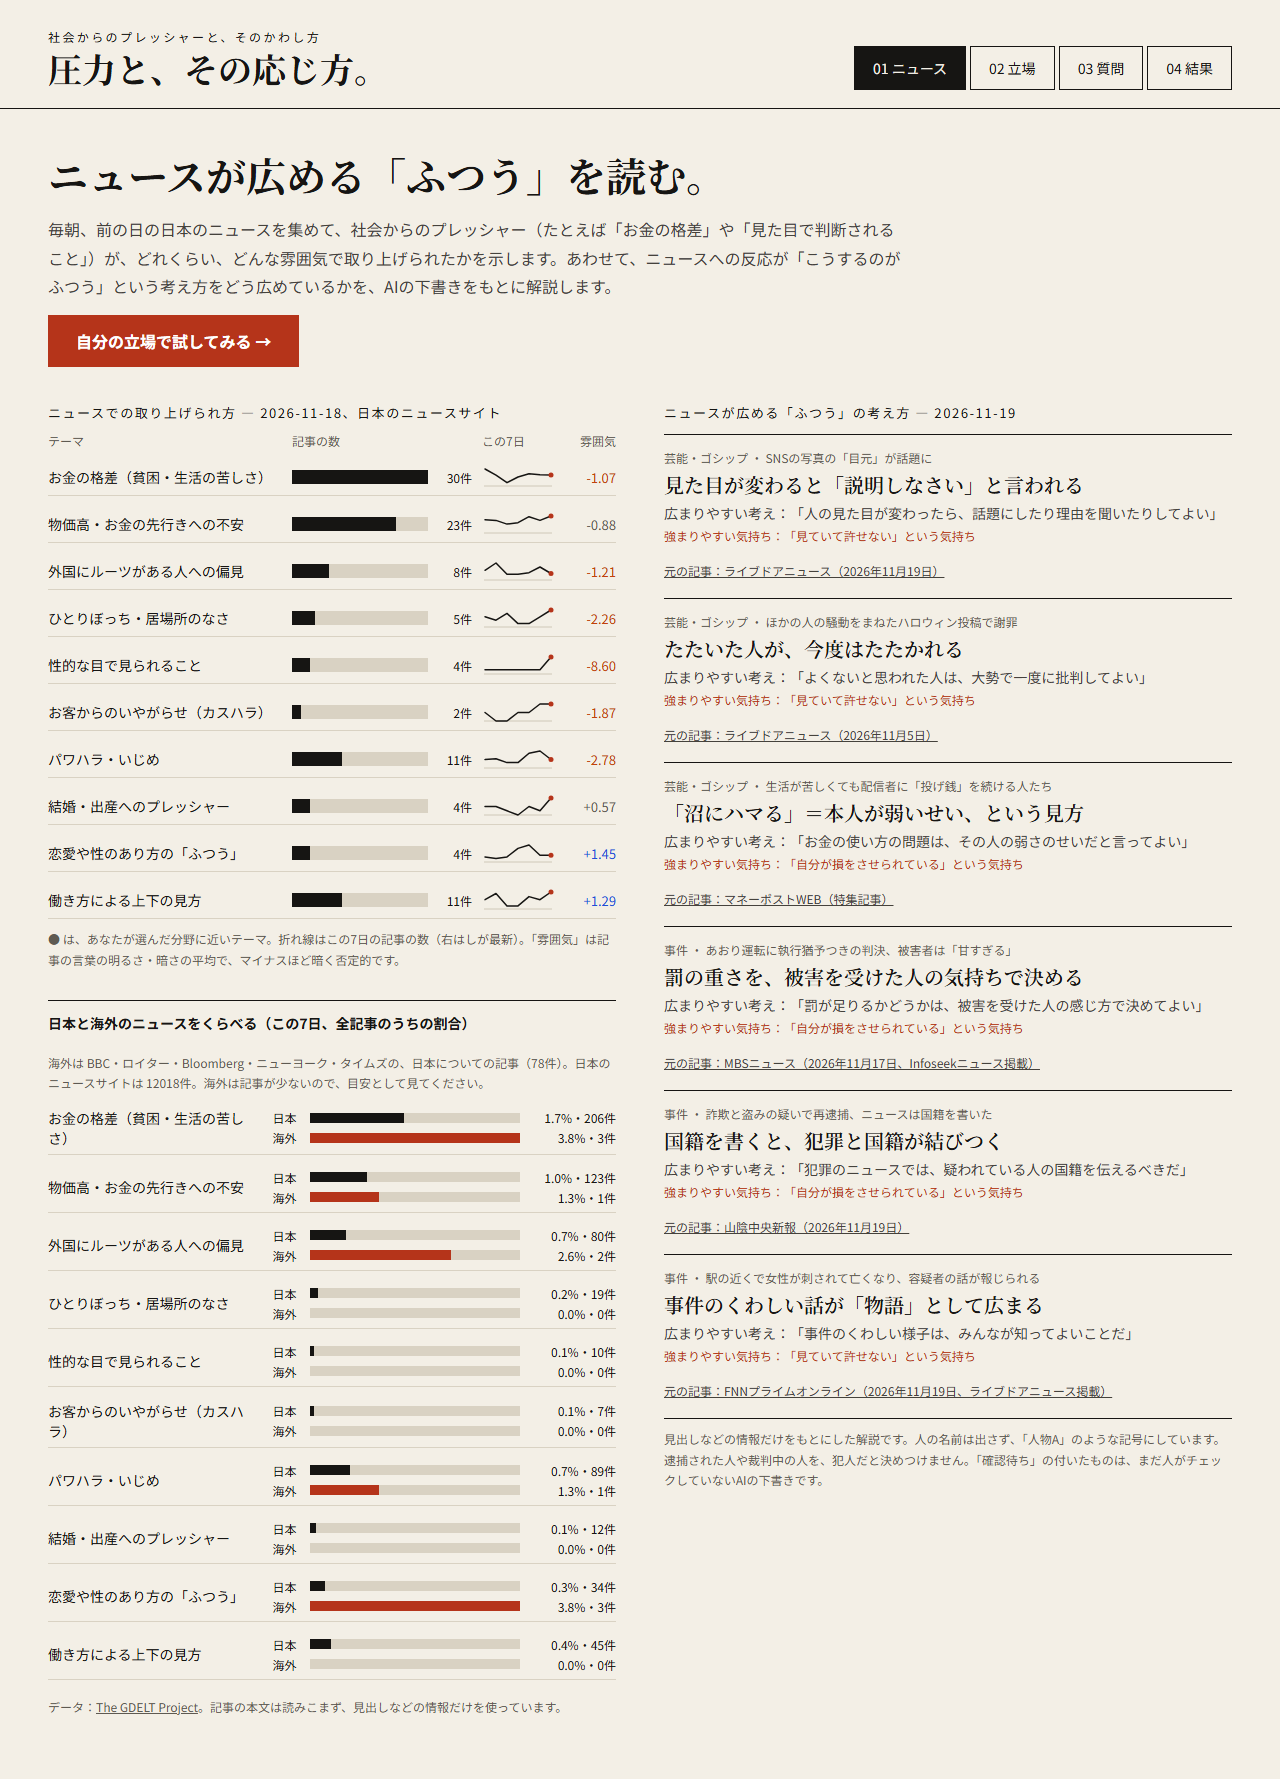 社会からのプレッシャーと、そのかわし方
圧力と、その応じ方。
01 ニュース
02 立場
03 質問
04 結果
ニュースが広める「ふつう」を読む。
毎朝、前の日の日本のニュースを集めて、社会からのプレッシャー（たとえば「お金の格差」や「見た目で判断される
こと」）が、どれくらい、どんな雰囲気で取り上げられたかを示します。あわせて、ニュースへの反応が「こうするのが
ふつう」という考え方をどう広めているかを、AIの下書きをもとに解説します。
自分の立場で試してみる →
ニュースでの取り上げられ方 — 2026-11-18、日本のニュースサイト
テーマ 記事の数 この7日 雰囲気
お金の格差（貧困・生活の苦しさ） 30件 -1.07
物価高・お金の先行きへの不安 23件 -0.88
外国にルーツがある人への偏見 8件 -1.21
ひとりぼっち・居場所のなさ 5件 -2.26
性的な目で見られること 4件 -8.60
お客からのいやがらせ（カスハラ） 2件 -1.87
パワハラ・いじめ 11件 -2.78
結婚・出産へのプレッシャー 4件 +0.57
恋愛や性のあり方の「ふつう」 4件 +1.45
働き方による上下の見方 11件 +1.29
● は、あなたが選んだ分野に近いテーマ。折れ線はこの7日の記事の数（右はしが最新）。「雰囲気」は記
事の言葉の明るさ・暗さの平均で、マイナスほど暗く否定的です。
日本と海外のニュースをくらべる（この7日、全記事のうちの割合）
海外は BBC・ロイター・Bloomberg・ニューヨーク・タイムズの、日本についての記事（78件）。日本の
ニュースサイトは 12018件。海外は記事が少ないので、目安として見てください。
お金の格差（貧困・生活の苦し
さ）
日本 1.7%・206件
海外 3.8%・3件
物価高・お金の先行きへの不安
日本 1.0%・123件
海外 1.3%・1件
外国にルーツがある人への偏見
日本 0.7%・80件
海外 2.6%・2件
ひとりぼっち・居場所のなさ
日本 0.2%・19件
海外 0.0%・0件
性的な目で見られること
日本 0.1%・10件
海外 0.0%・0件
お客からのいやがらせ（カスハ
ラ）
日本 0.1%・7件
海外 0.0%・0件
パワハラ・いじめ
日本 0.7%・89件
海外 1.3%・1件
結婚・出産へのプレッシャー
日本 0.1%・12件
海外 0.0%・0件
恋愛や性のあり方の「ふつう」
日本 0.3%・34件
海外 3.8%・3件
働き方による上下の見方
日本 0.4%・45件
海外 0.0%・0件
データ：The GDELT Project。記事の本文は読みこまず、見出しなどの情報だけを使っています。
ニュースが広める「ふつう」の考え方 — 2026-11-19
芸能・ゴシップ ・ SNSの写真の「目元」が話題に
見た目が変わると「説明しなさい」と言われる
広まりやすい考え：「人の見た目が変わったら、話題にしたり理由を聞いたりしてよい」
強まりやすい気持ち：「見ていて許せない」という気持ち
元の記事：ライブドアニュース（2026年11月19日）
芸能・ゴシップ ・ ほかの人の騒動をまねたハロウィン投稿で謝罪
たたいた人が、今度はたたかれる
広まりやすい考え：「よくないと思われた人は、大勢で一度に批判してよい」
強まりやすい気持ち：「見ていて許せない」という気持ち
元の記事：ライブドアニュース（2026年11月5日）
芸能・ゴシップ ・ 生活が苦しくても配信者に「投げ銭」を続ける人たち
「沼にハマる」＝本人が弱いせい、という見方
広まりやすい考え：「お金の使い方の問題は、その人の弱さのせいだと言ってよい」
強まりやすい気持ち：「自分が損をさせられている」という気持ち
元の記事：マネーポストWEB（特集記事）
事件 ・ あおり運転に執行猶予つきの判決、被害者は「甘すぎる」
罰の重さを、被害を受けた人の気持ちで決める
広まりやすい考え：「罰が足りるかどうかは、被害を受けた人の感じ方で決めてよい」
強まりやすい気持ち：「自分が損をさせられている」という気持ち
元の記事：MBSニュース（2026年11月17日、Infoseekニュース掲載）
事件 ・ 詐欺と盗みの疑いで再逮捕、ニュースは国籍を書いた
国籍を書くと、犯罪と国籍が結びつく
広まりやすい考え：「犯罪のニュースでは、疑われている人の国籍を伝えるべきだ」
強まりやすい気持ち：「自分が損をさせられている」という気持ち
元の記事：山陰中央新報（2026年11月19日）
事件 ・ 駅の近くで女性が刺されて亡くなり、容疑者の話が報じられる
事件のくわしい話が「物語」として広まる
広まりやすい考え：「事件のくわしい様子は、みんなが知ってよいことだ」
強まりやすい気持ち：「見ていて許せない」という気持ち
元の記事：FNNプライムオンライン（2026年11月19日、ライブドアニュース掲載）
見出しなどの情報だけをもとにした解説です。人の名前は出さず、「人物A」のような記号にしています。
逮捕された人や裁判中の人を、犯人だと決めつけません。「確認待ち」の付いたものは、まだ人がチェッ
クしていないAIの下書きです。